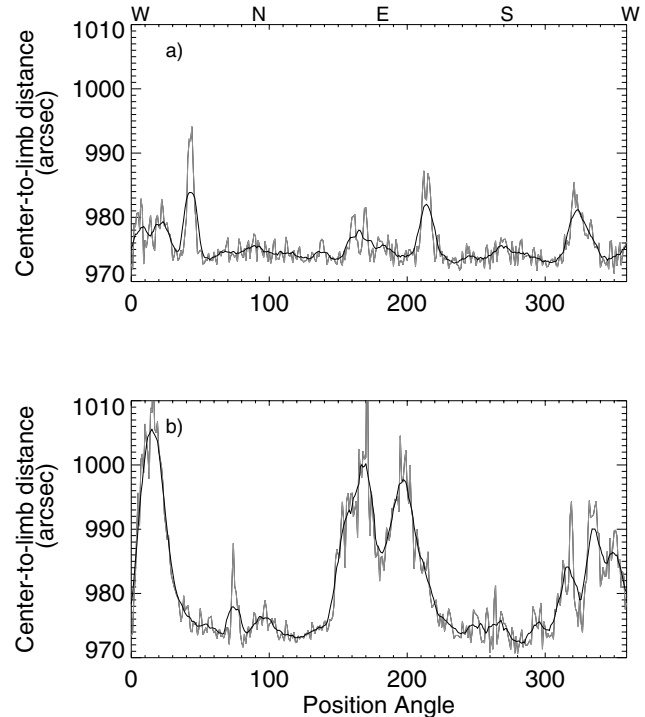 W N E S W
a)
1010
1000
990
980
970
Center-to-limb distance
(arcsec)
0 100 200 300
b)
1010
1000
990
980
970
Center-to-limb distance
(arcsec)
0 100 200 300
Position Angle